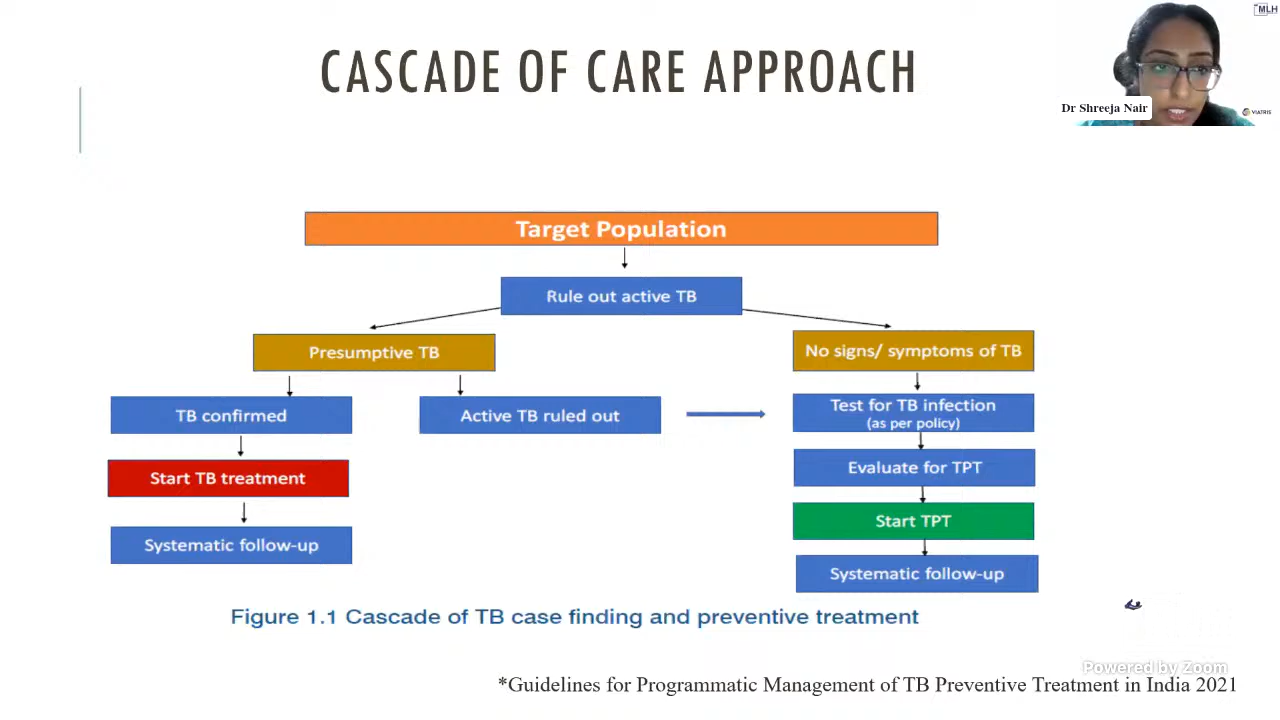 MLH
CASCADE OF CARE APPROACH
Dr Shreeja Nair
VIATRIS
Target Population
Rule out active TB
Presumptive TB
No signs/ symptoms of TB
TB confirmed
Active TB ruled out
Test for TB infection
(as per policy)
Start TB treatment
Evaluate for TPT
Start TPT
Systematic follow-up
Systematic follow-up
Figure 1.1 Cascade of TB case finding and preventive treatment
Powered by Zoom
*Guidelines for Programmatic Management of TB Preventive Treatment in India 2021